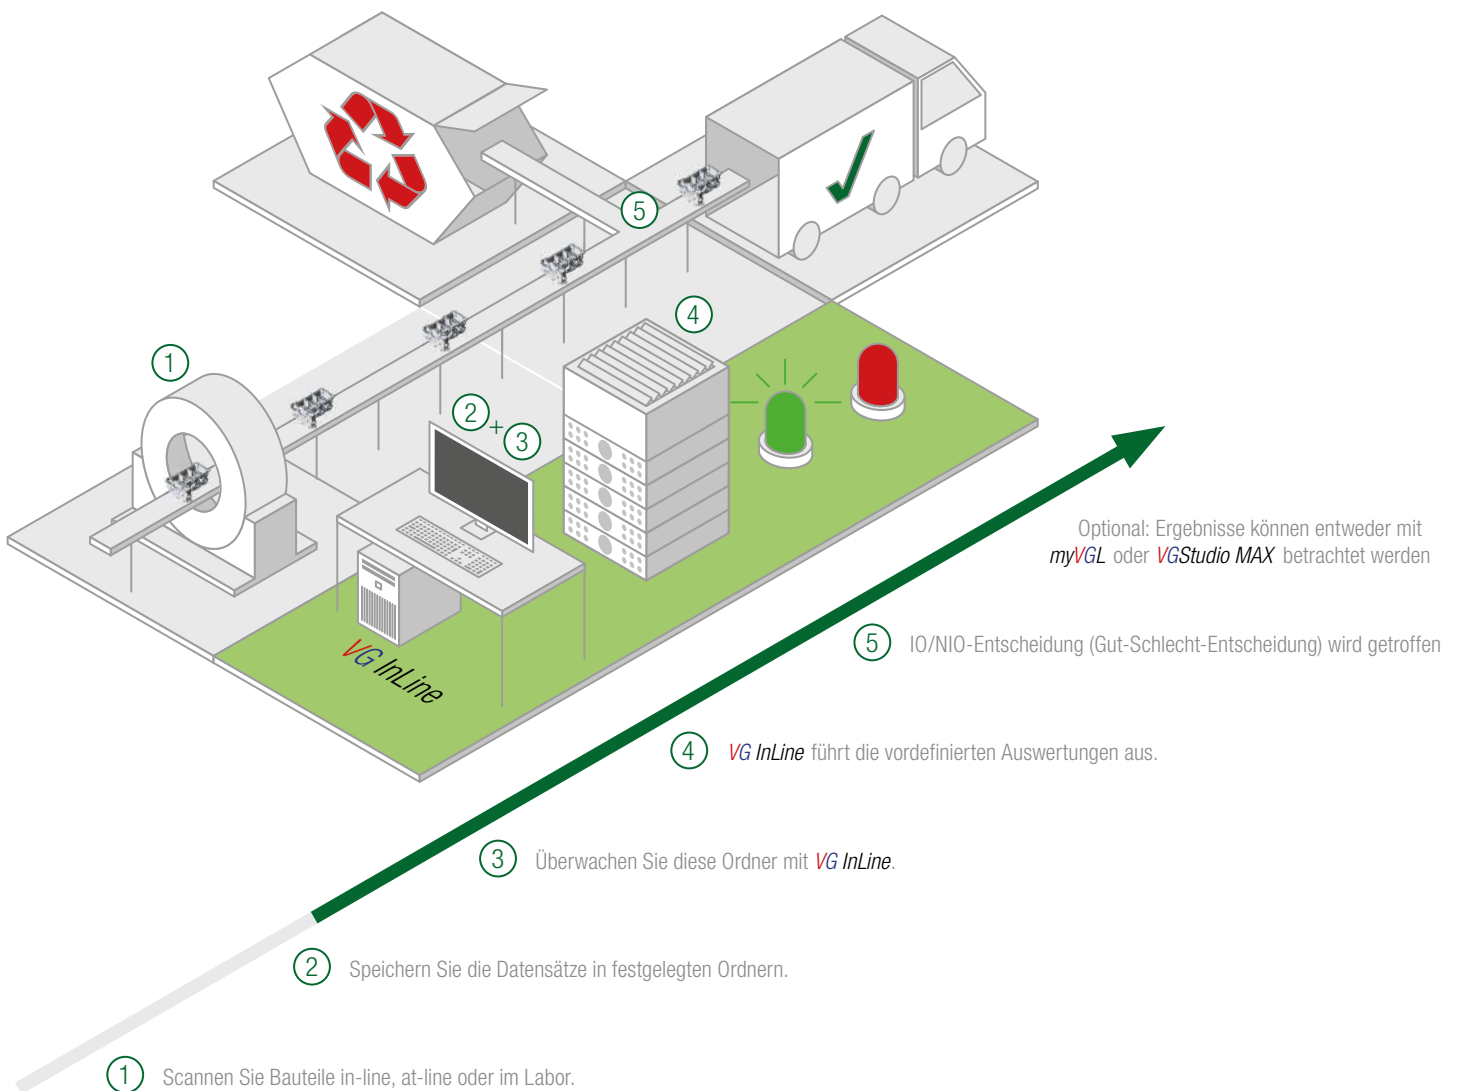 5
4
1
2
+
3
VG InLine
Optional: Ergebnisse können entweder mit
myVGL oder VGStudio MAX betrachtet werden
5 IO/NIO-Entscheidung (Gut-Schlecht-Entscheidung) wird getroffen
4 VG InLine führt die vordefinierten Auswertungen aus.
3 Überwachen Sie diese Ordner mit VG InLine.
2 Speichern Sie die Datensätze in festgelegten Ordnern.
1 Scannen Sie Bauteile in-line, at-line oder im Labor.